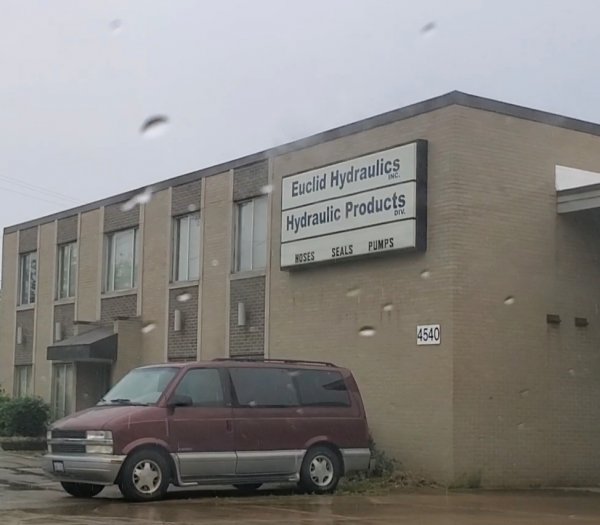 Euclid Hydraulics
INC.
Hydraulic Products
DIV.
HOSES SEALS PUMPS
4540